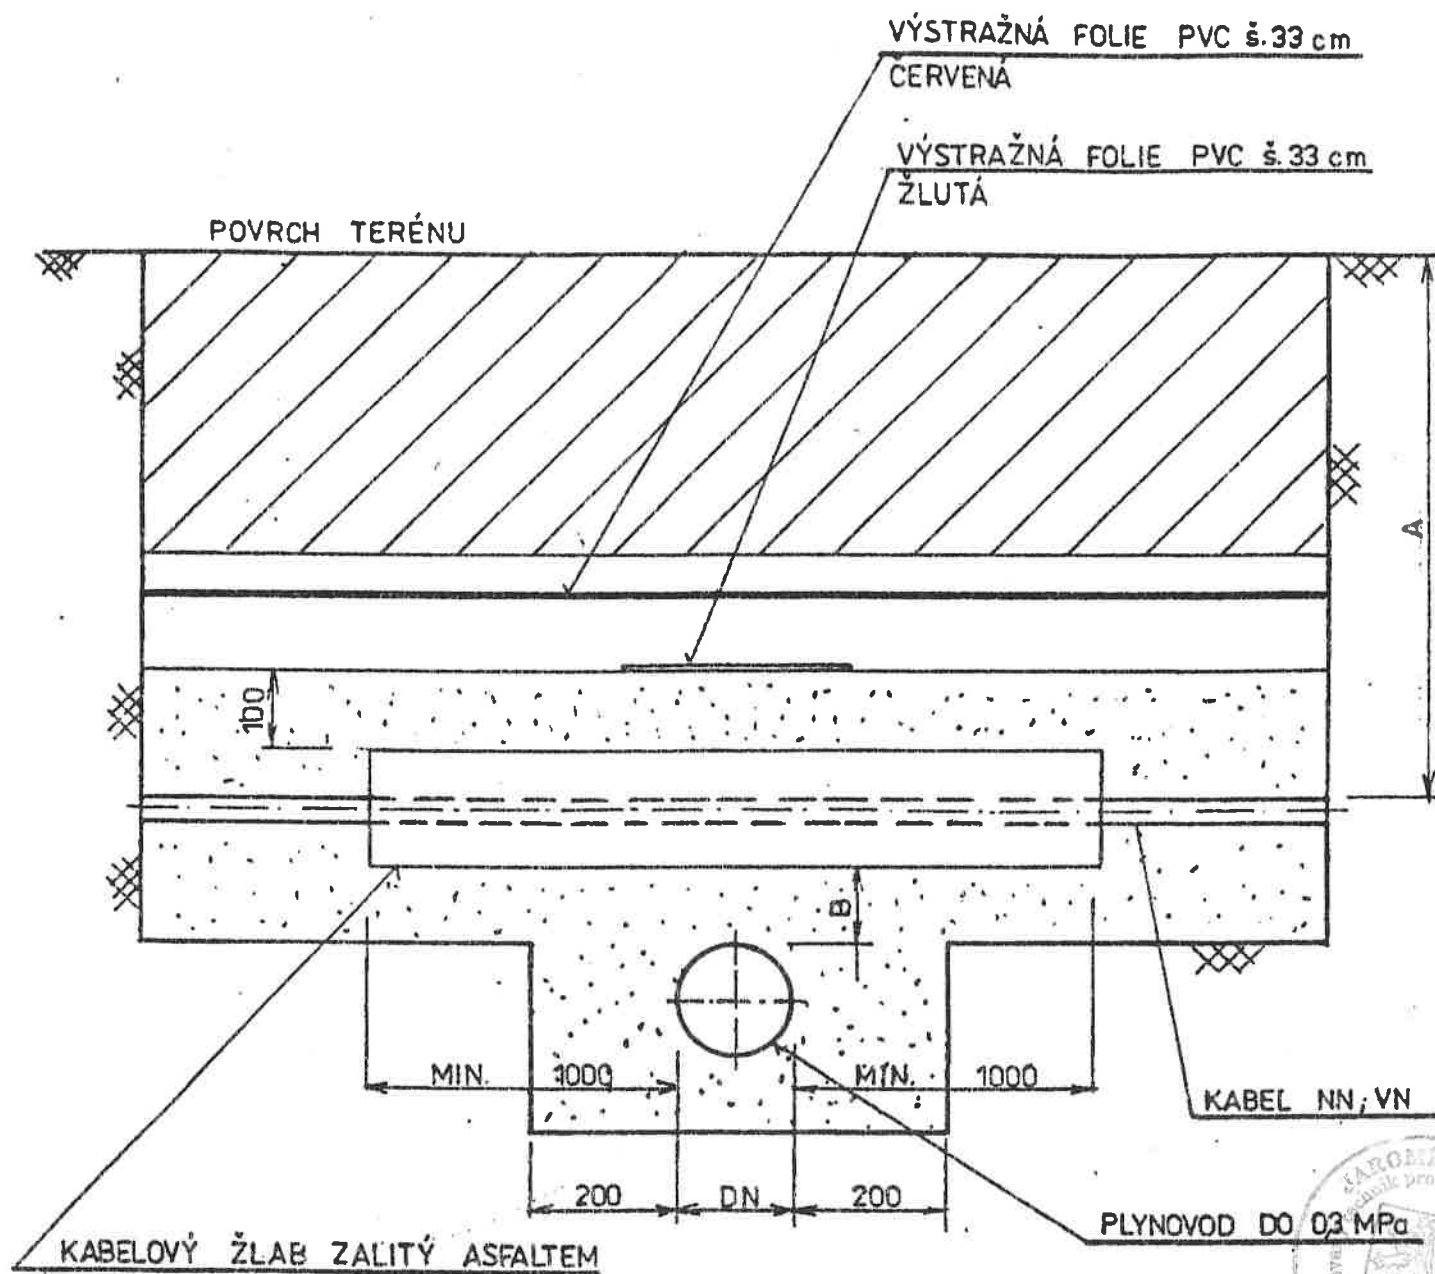 VÝSTRAŽNÁ FOLIE PVC š.33 cm
ČERVENÁ
VÝSTRAŽNÁ FOLIE PVC š.33 cm
ŽLUTÁ
POVRCH TERÉNU
A
100
B
MIN. 1000
MIN. 1000
KABEL NN, VN
200
DN
200
PLYNOVOD DO 0,3 MPa
KABELOVÝ ŽLAB ZALITÝ ASFALTEM